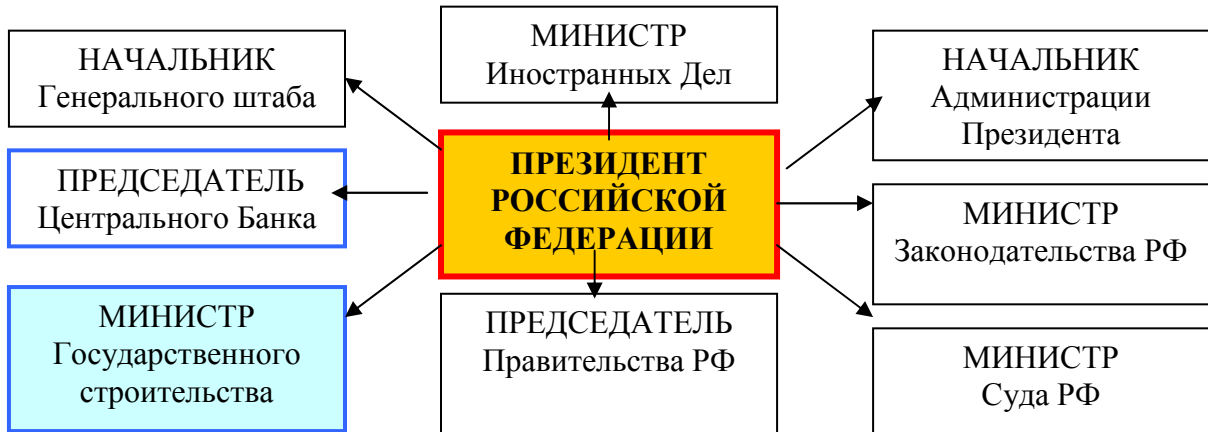 НАЧАЛЬНИК
Генерального штаба
МИНИСТР
Иностранных Дел
НАЧАЛЬНИК
Администрации
Президента
ПРЕДСЕДАТЕЛЬ
Центрального Банка
ПРЕЗИДЕНТ
РОССИЙСКОЙ
ФЕДЕРАЦИИ
МИНИСТР
Законодательства РФ
МИНИСТР
Государственного
строительства
ПРЕДСЕДАТЕЛЬ
Правительства РФ
МИНИСТР
Суда РФ